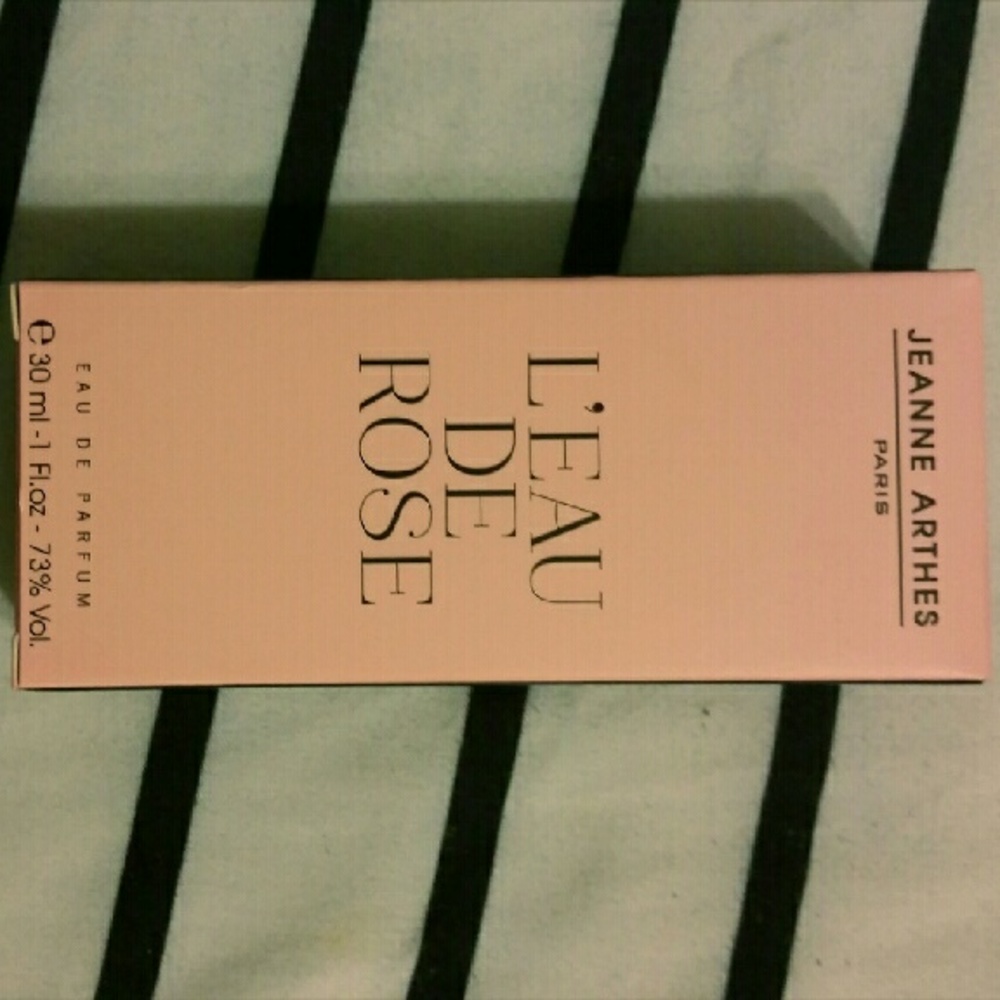 JEANNE ARTHES
PARIS
L'EAU
DE
ROSE
EAU DE PARFUM
℮ 30 ml - 1 Fl.oz - 73% Vol.